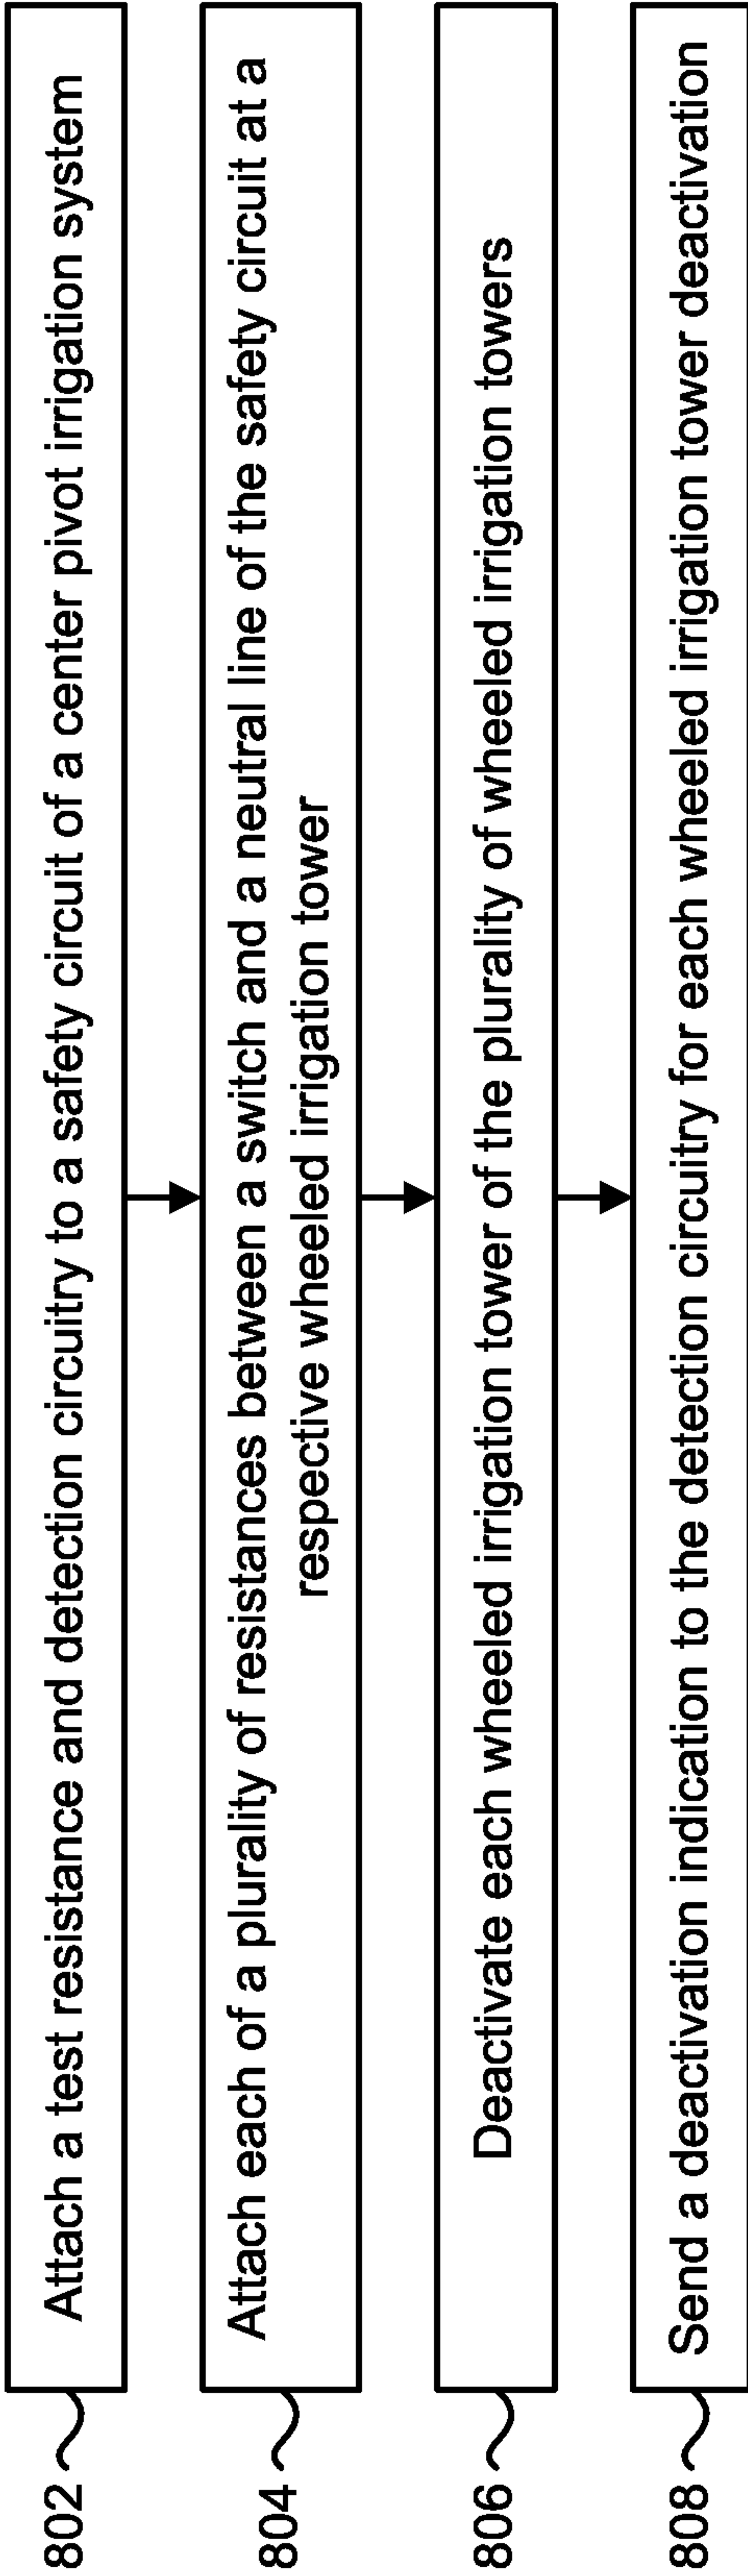 802
Attach a test resistance and detection circuitry to a safety circuit of a center pivot irrigation system
804
Attach each of a plurality of resistances between a switch and a neutral line of the safety circuit at a
respective wheeled irrigation tower
806
Deactivate each wheeled irrigation tower of the plurality of wheeled irrigation towers
808
Send a deactivation indication to the detection circuitry for each wheeled irrigation tower deactivation